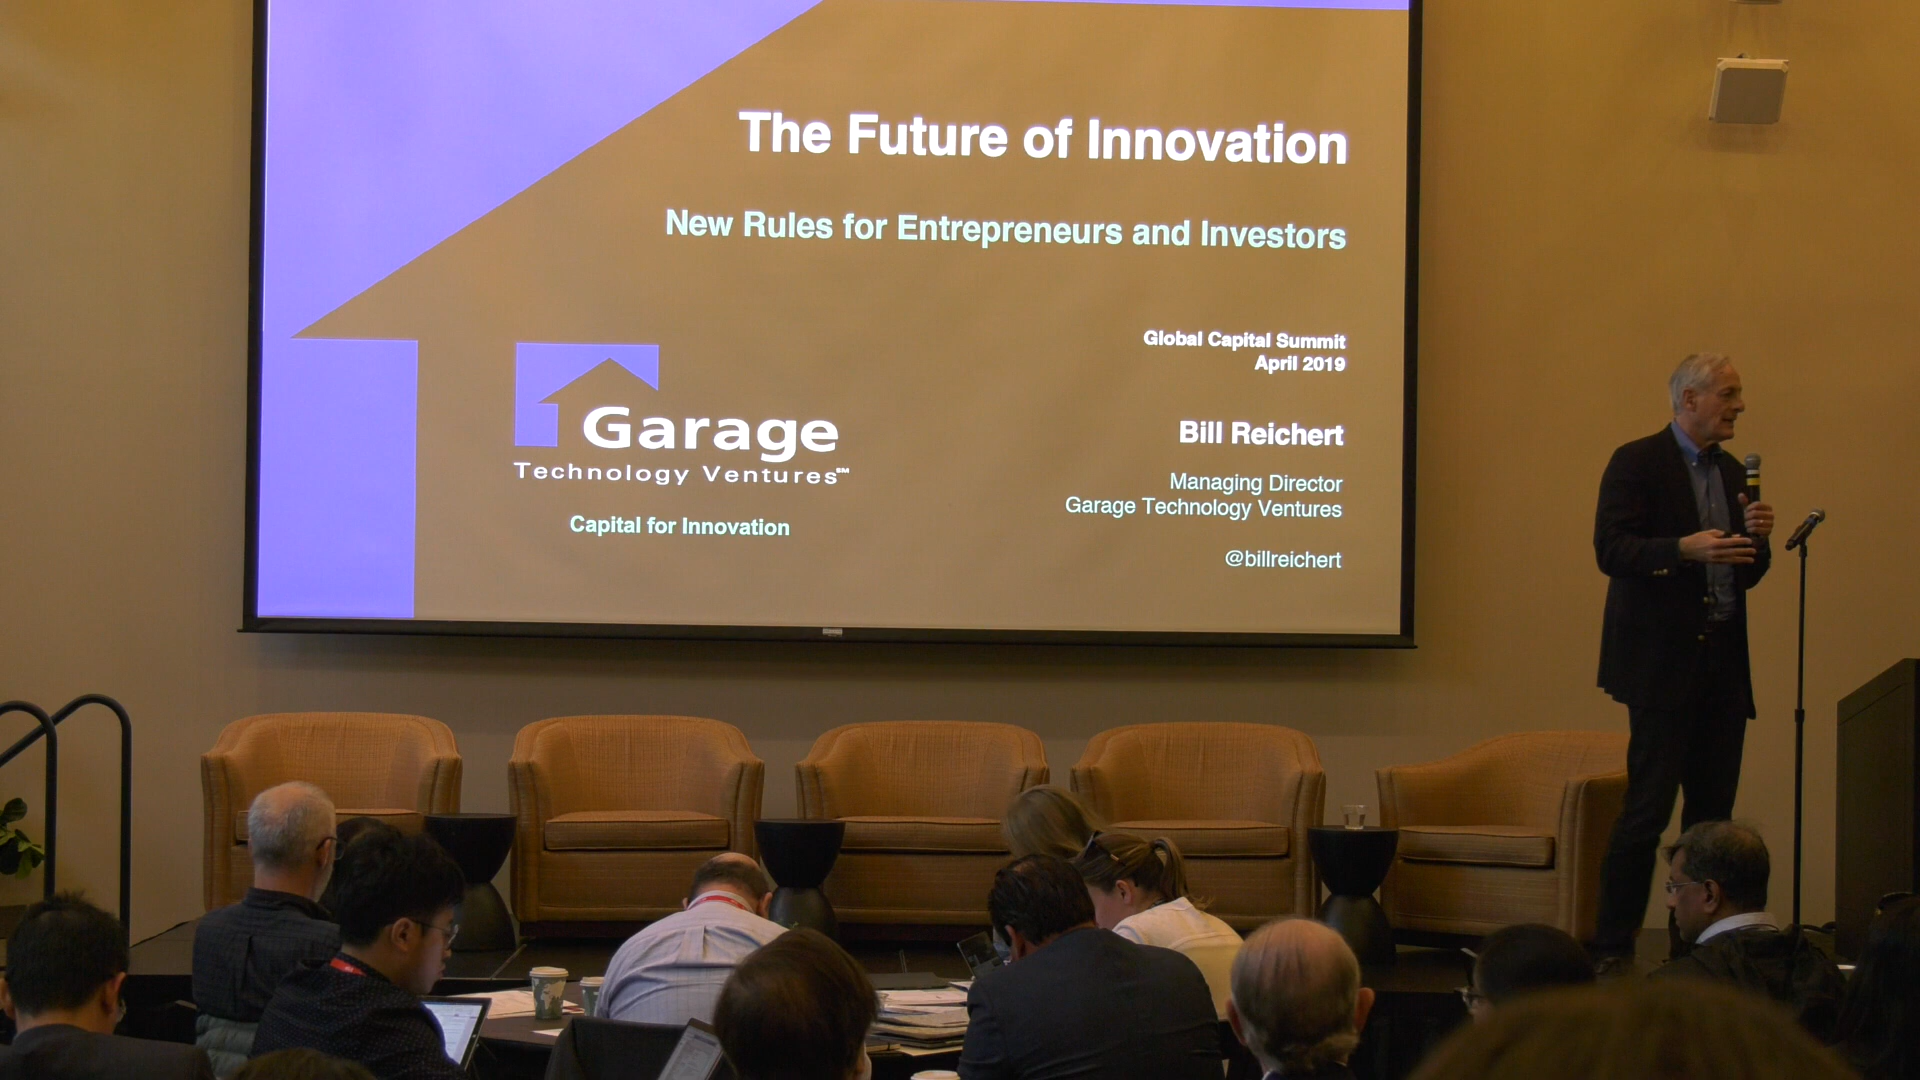 The Future of Innovation
New Rules for Entrepreneurs and Investors
Global Capital Summit
April 2019
Garage
Technology Ventures℠
Capital for Innovation
Bill Reichert
Managing Director
Garage Technology Ventures
@billreichert